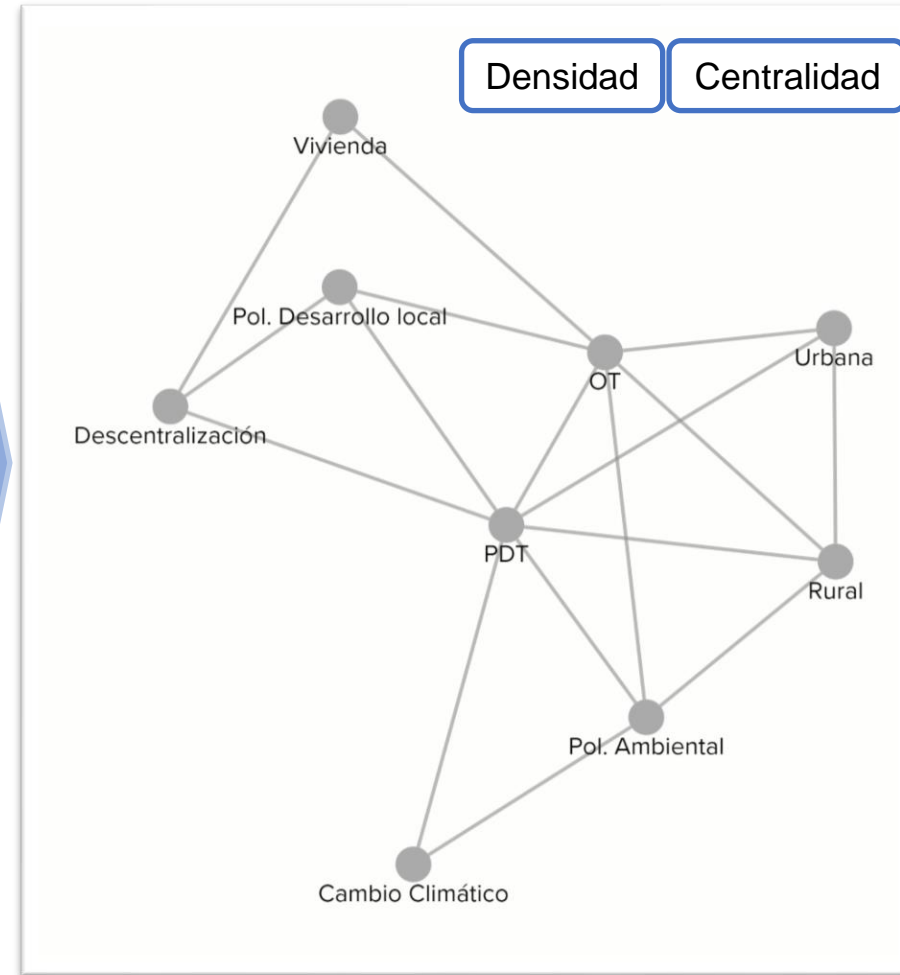 Densidad
Centralidad
Vivienda
Pol. Desarrollo local
Urbana
OT
Descentralización
PDT
Rural
Pol. Ambiental
Cambio Climático